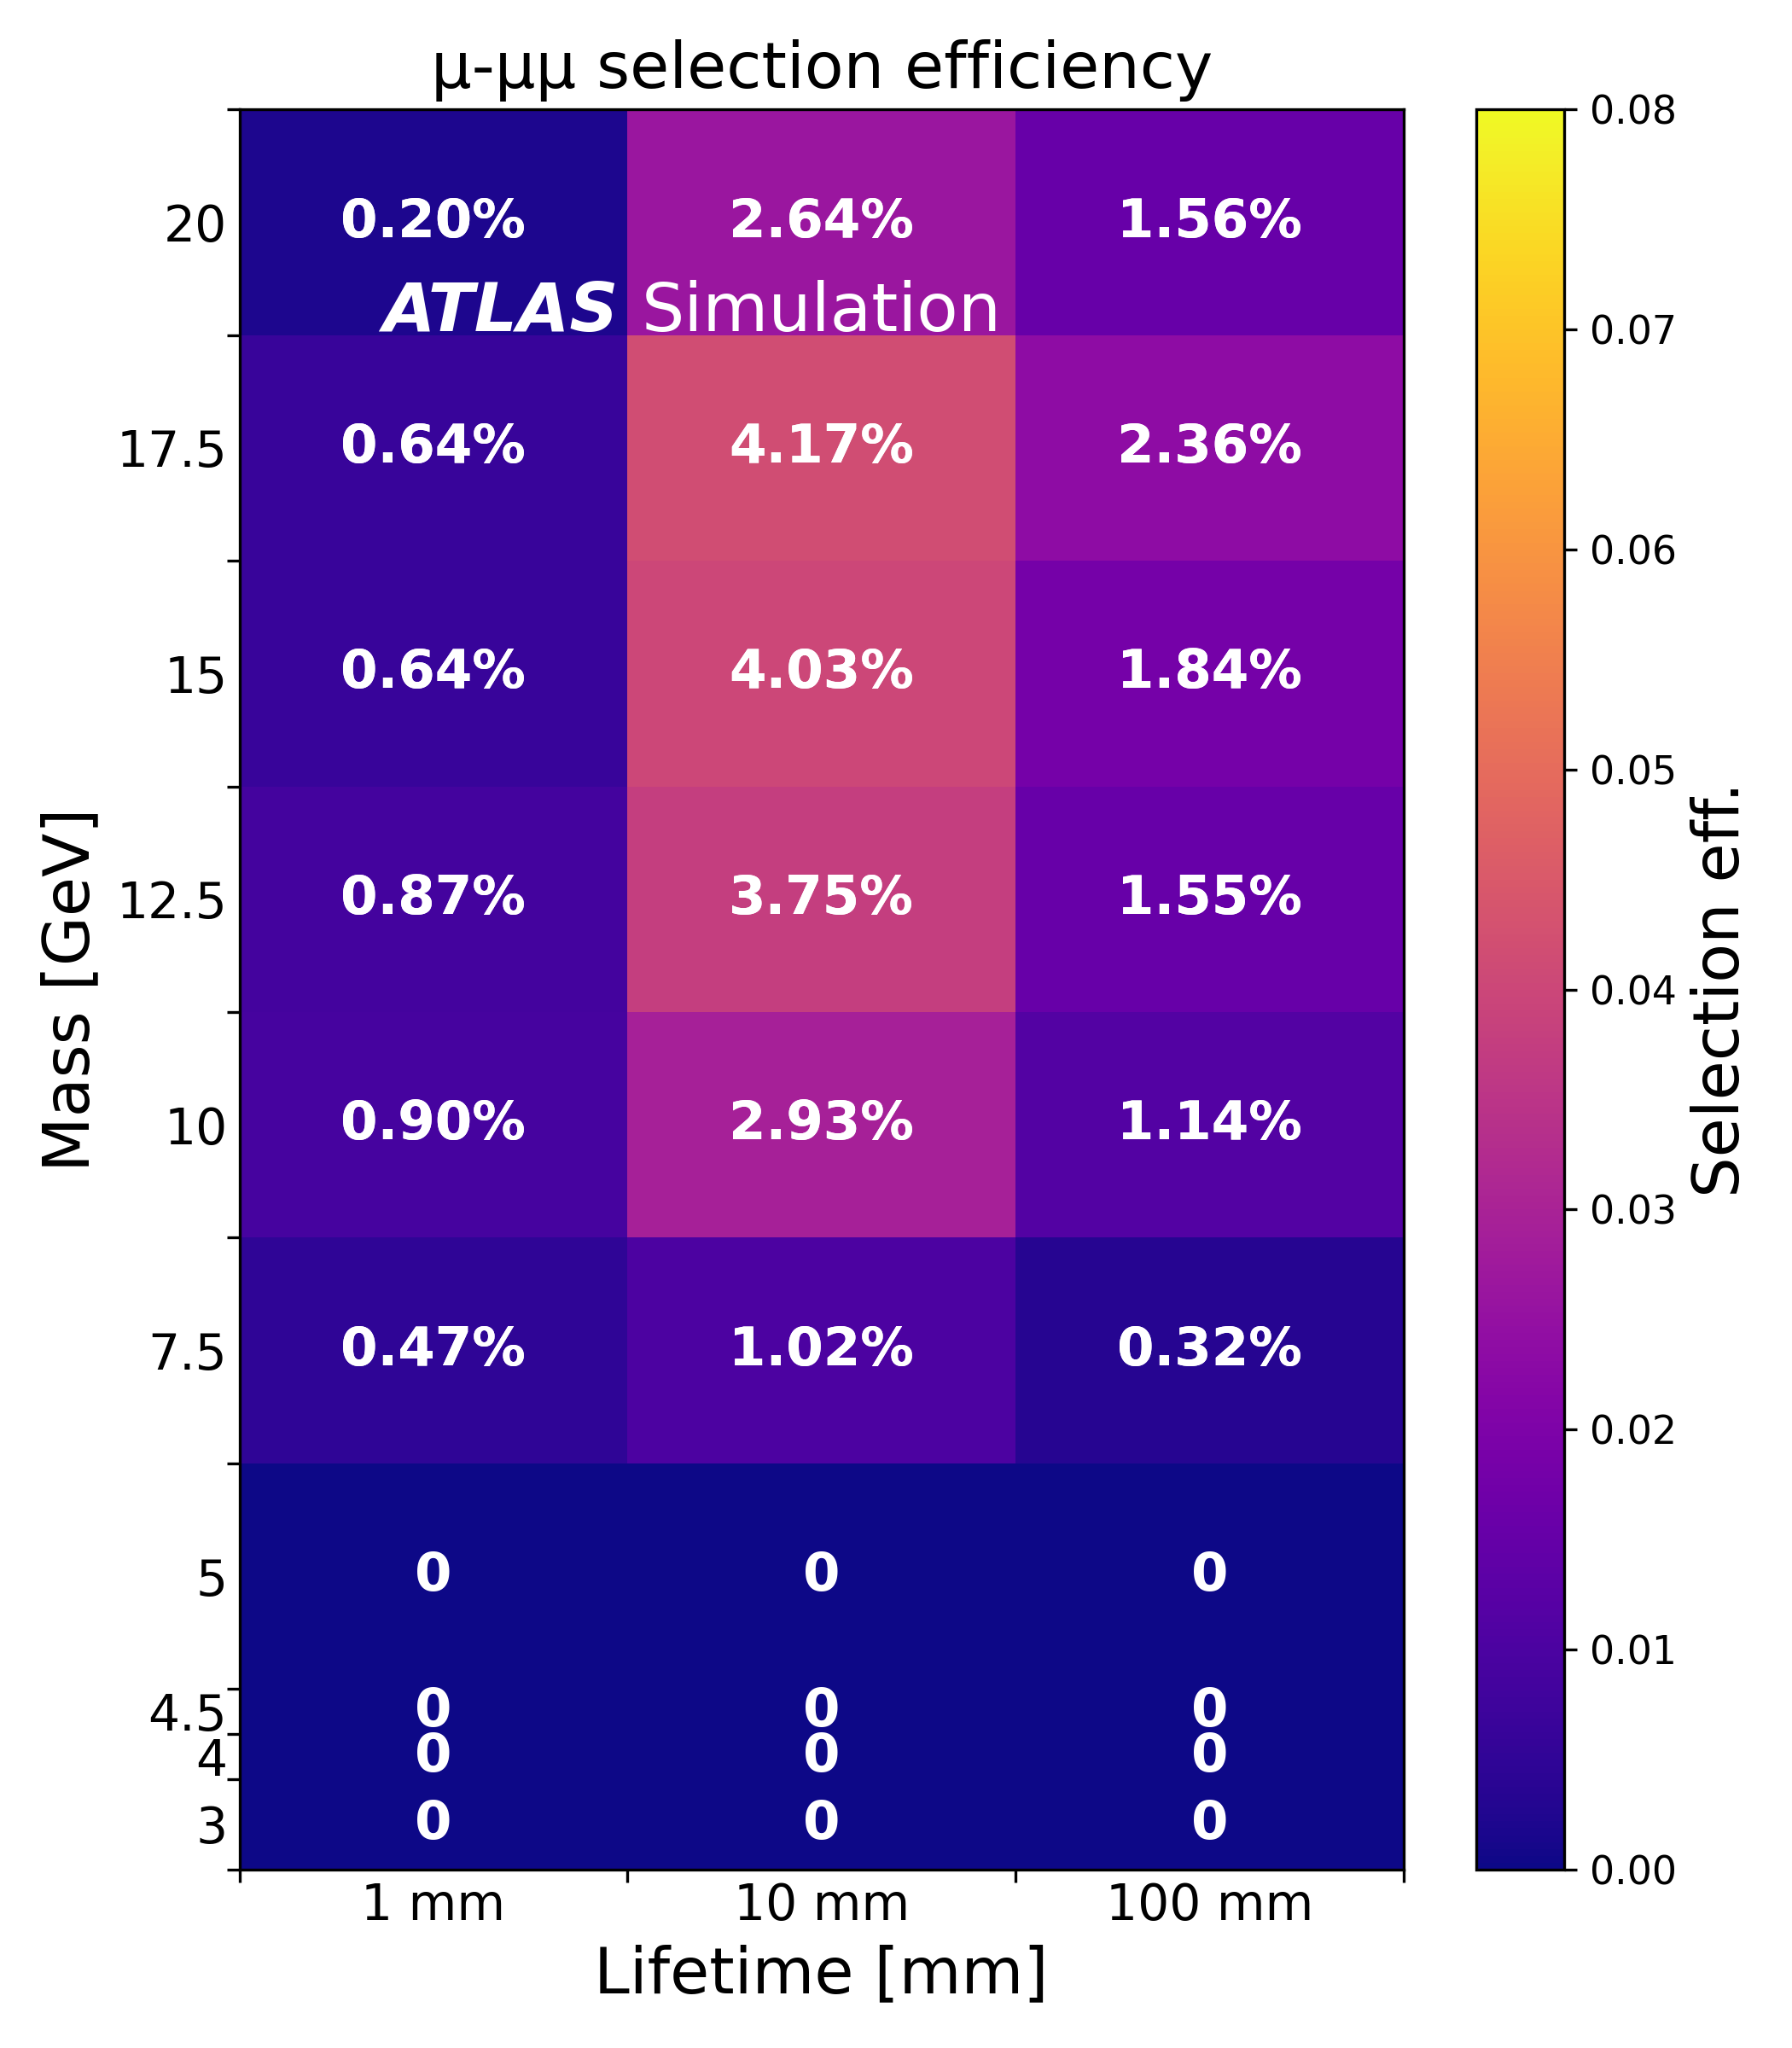 μ-μμ selection efficiency
20 0.20% 2.64% 1.56%
ATLAS Simulation
17.5 0.64% 4.17% 2.36%
15 0.64% 4.03% 1.84%
12.5 0.87% 3.75% 1.55%
10 0.90% 2.93% 1.14%
7.5 0.47% 1.02% 0.32%
5 0 0 0
4.5 0 0 0
4 0 0 0
3 0 0 0
1 mm 10 mm 100 mm
Lifetime [mm]
Mass [GeV]
0.08
0.07
0.06
0.05
0.04
0.03
0.02
0.01
0.00
Selection eff.